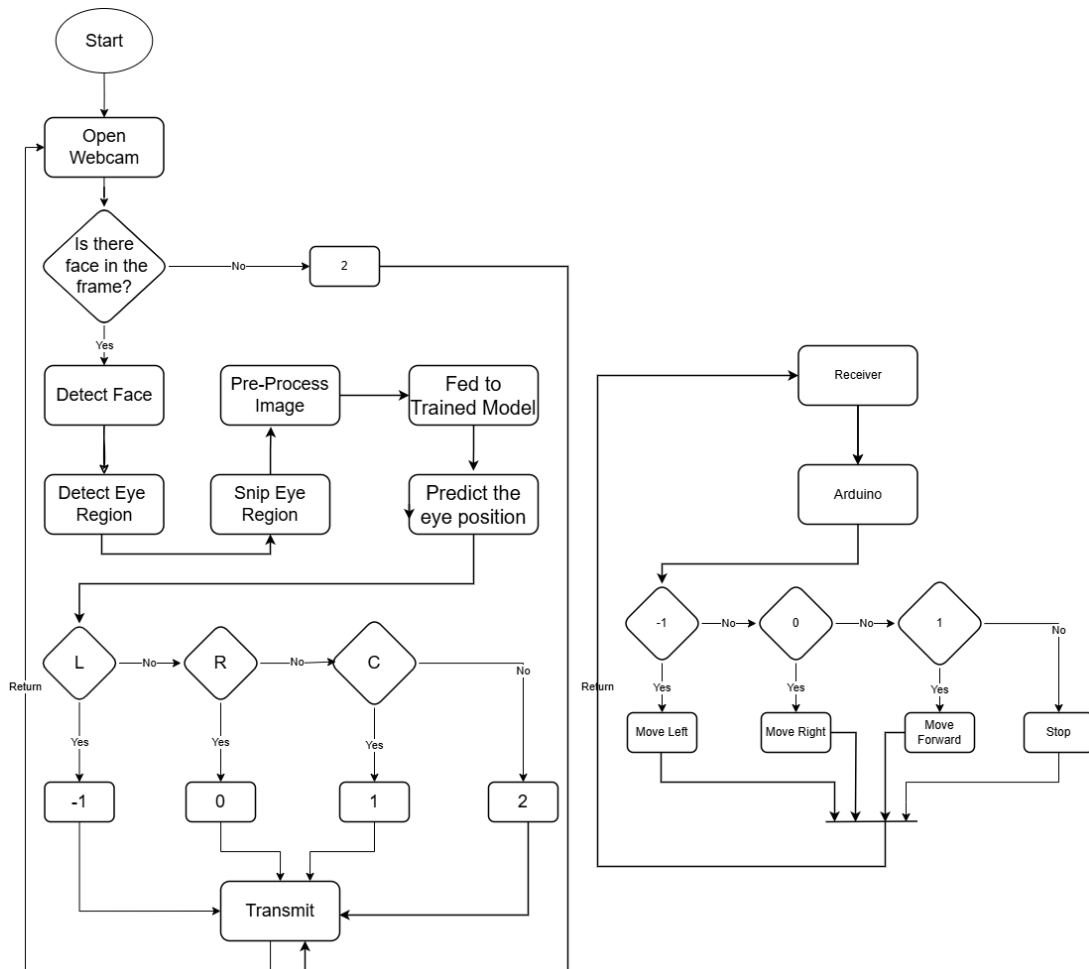 Start
Open
Webcam
Is there
face in the
frame?
No
2
Yes
Detect Face
Pre-Process
Image
Fed to
Trained Model
Detect Eye
Region
Snip Eye
Region
Predict the
eye position
L
No
R
No
C
No
Return
Yes
Yes
Yes
-1
0
1
2
Transmit
Receiver
Arduino
-1
No
0
No
1
No
Return
Yes
Yes
Yes
Move Left
Move Right
Move
Forward
Stop